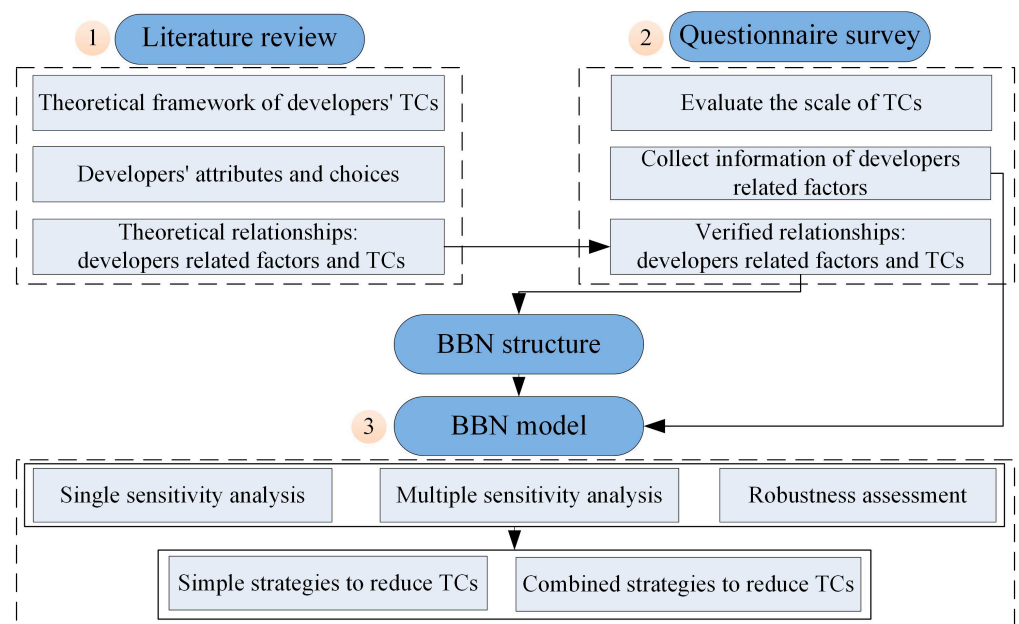 1
Literature review
Theoretical framework of developers' TCs
Developers' attributes and choices
Theoretical relationships:
developers related factors and TCs
2
Questionnaire survey
Evaluate the scale of TCs
Collect information of developers
related factors
Verified relationships:
developers related factors and TCs
BBN structure
3
BBN model
Single sensitivity analysis
Multiple sensitivity analysis
Robustness assessment
Simple strategies to reduce TCs
Combined strategies to reduce TCs